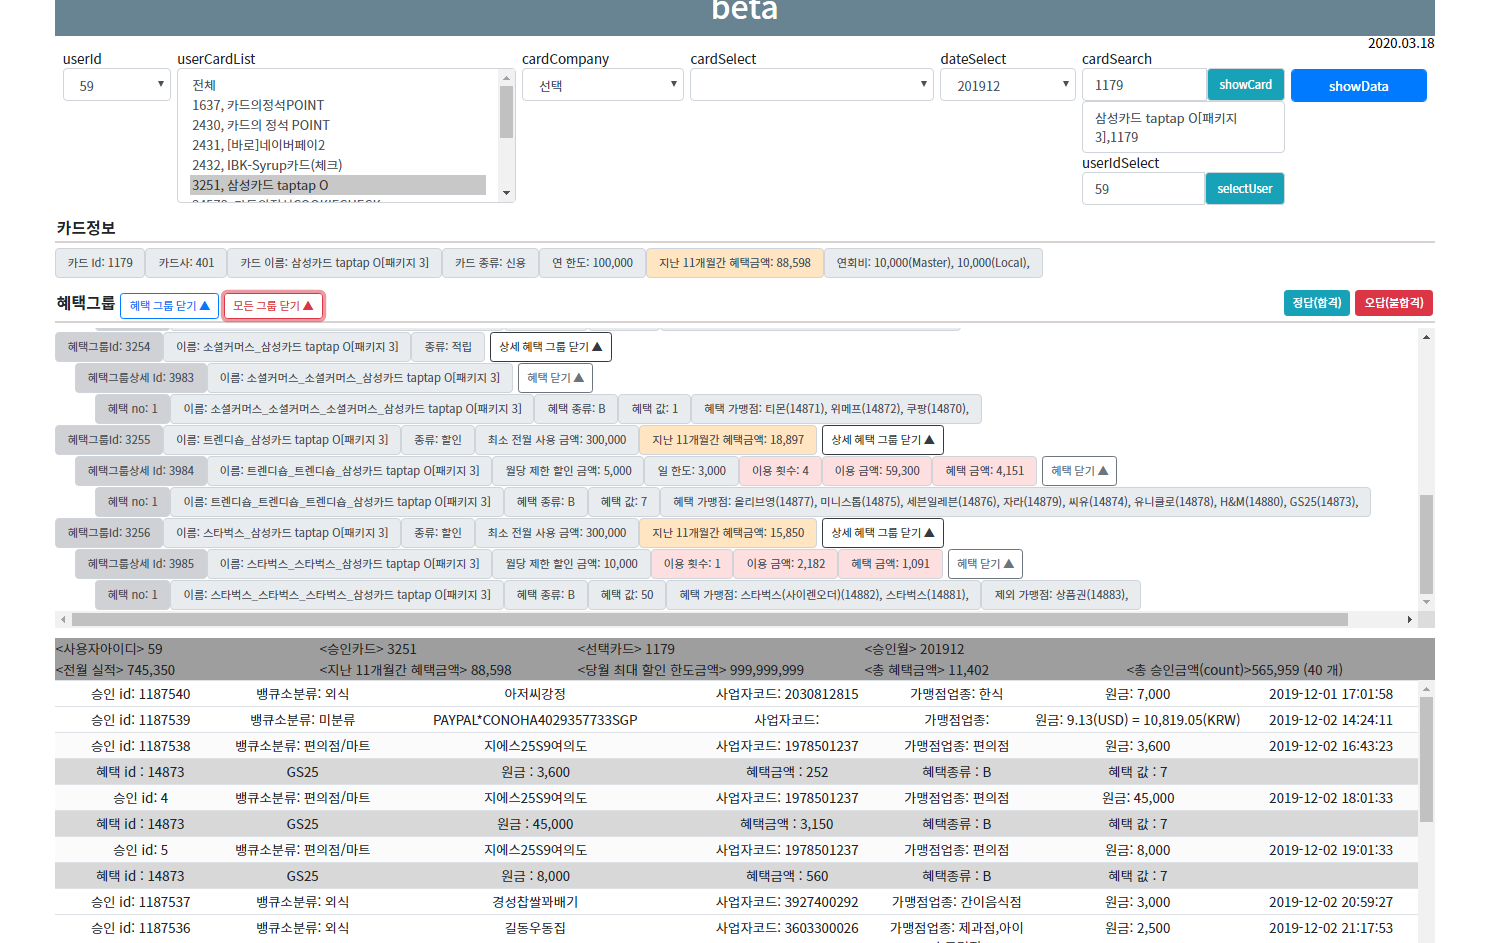 beta
2020.03.18
userId userCardList cardCompany cardSelect dateSelect cardSearch
59 전체 선택 201912 1179 showCard showData
1637, 카드의정석POINT
2430, 카드의 정석 POINT
2431, [바로]네이버페이2
2432, IBK-Syrup카드(체크)
3251, 삼성카드 taptap O
삼성카드 taptap O[패키지
3],1179
userIdSelect
59 selectUser
카드정보
카드 Id: 1179 카드사: 401 카드 이름: 삼성카드 taptap O[패키지 3] 카드 종류: 신용 연 한도: 100,000 지난 11개월간 혜택금액: 88,598 연회비: 10,000(Master), 10,000(Local),
혜택그룹 혜택 그룹 닫기 ▲ 모든 그룹 닫기 ▲ 정답(합격) 오답(불합격)
혜택그룹Id: 3254 이름: 소셜커머스_삼성카드 taptap O[패키지 3] 종류: 적립 상세 혜택 그룹 닫기 ▲
혜택그룹상세 Id: 3983 이름: 소셜커머스_소셜커머스_삼성카드 taptap O[패키지 3] 혜택 닫기 ▲
혜택 no: 1 이름: 소셜커머스_소셜커머스_소셜커머스_삼성카드 taptap O[패키지 3] 혜택 종류: B 혜택 값: 1 혜택 가맹점: 티몬(14871), 위메프(14872), 쿠팡(14870),
혜택그룹Id: 3255 이름: 트렌디숍_삼성카드 taptap O[패키지 3] 종류: 할인 최소 전월 사용 금액: 300,000 지난 11개월간 혜택금액: 18,897 상세 혜택 그룹 닫기 ▲
혜택그룹상세 Id: 3984 이름: 트렌디숍_트렌디숍_삼성카드 taptap O[패키지 3] 월당 제한 할인 금액: 5,000 일 한도: 3,000 이용 횟수: 4 이용 금액: 59,300 혜택 금액: 4,151 혜택 닫기 ▲
혜택 no: 1 이름: 트렌디숍_트렌디숍_트렌디숍_삼성카드 taptap O[패키지 3] 혜택 종류: B 혜택 값: 7 혜택 가맹점: 올리브영(14877), 미니스톱(14875), 세븐일레븐(14876), 자라(14879), 씨유(14874), 유니클로(14878), H&M(14880), GS25(14873),
혜택그룹Id: 3256 이름: 스타벅스_삼성카드 taptap O[패키지 3] 종류: 할인 최소 전월 사용 금액: 300,000 지난 11개월간 혜택금액: 15,850 상세 혜택 그룹 닫기 ▲
혜택그룹상세 Id: 3985 이름: 스타벅스_스타벅스_삼성카드 taptap O[패키지 3] 월당 제한 할인 금액: 10,000 이용 횟수: 1 이용 금액: 2,182 혜택 금액: 1,091 혜택 닫기 ▲
혜택 no: 1 이름: 스타벅스_스타벅스_스타벅스_삼성카드 taptap O[패키지 3] 혜택 종류: B 혜택 값: 50 혜택 가맹점: 스타벅스(사이렌오더)(14882), 스타벅스(14881), 제외 가맹점: 상품권(14883),
<사용자아이디> 59 <승인카드> 3251 <선택카드> 1179 <승인월> 201912
<전월 실적> 745,350 <지난 11개월간 혜택금액> 88,598 <당월 최대 할인 한도금액> 999,999,999 <총 혜택금액> 11,402 <총 승인금액(count)>565,959 (40 개)
승인 id: 1187540 뱅큐소분류: 외식 아저씨강정 사업자코드: 2030812815 가맹점업종: 한식 원금: 7,000 2019-12-01 17:01:58
승인 id: 1187539 뱅큐소분류: 미분류 PAYPAL*CONOHA4029357733SGP 사업자코드: 가맹점업종: 원금: 9.13(USD) = 10,819.05(KRW) 2019-12-02 14:24:11
승인 id: 1187538 뱅큐소분류: 편의점/마트 지에스25S9여의도 사업자코드: 1978501237 가맹점업종: 편의점 원금: 3,600 2019-12-02 16:43:23
혜택 id : 14873 GS25 원금 : 3,600 혜택금액 : 252 혜택종류 : B 혜택 값 : 7
승인 id: 4 뱅큐소분류: 편의점/마트 지에스25S9여의도 사업자코드: 1978501237 가맹점업종: 편의점 원금: 45,000 2019-12-02 18:01:33
혜택 id : 14873 GS25 원금 : 45,000 혜택금액 : 3,150 혜택종류 : B 혜택 값 : 7
승인 id: 5 뱅큐소분류: 편의점/마트 지에스25S9여의도 사업자코드: 1978501237 가맹점업종: 편의점 원금: 8,000 2019-12-02 19:01:33
혜택 id : 14873 GS25 원금 : 8,000 혜택금액 : 560 혜택종류 : B 혜택 값 : 7
승인 id: 1187537 뱅큐소분류: 외식 경성찹쌀꽈배기 사업자코드: 3927400292 가맹점업종: 간이음식점 원금: 3,000 2019-12-02 20:59:27
승인 id: 1187536 뱅큐소분류: 외식 길동우동집 사업자코드: 3603300026 가맹점업종: 제과점,아이 원금: 2,500 2019-12-02 21:17:53